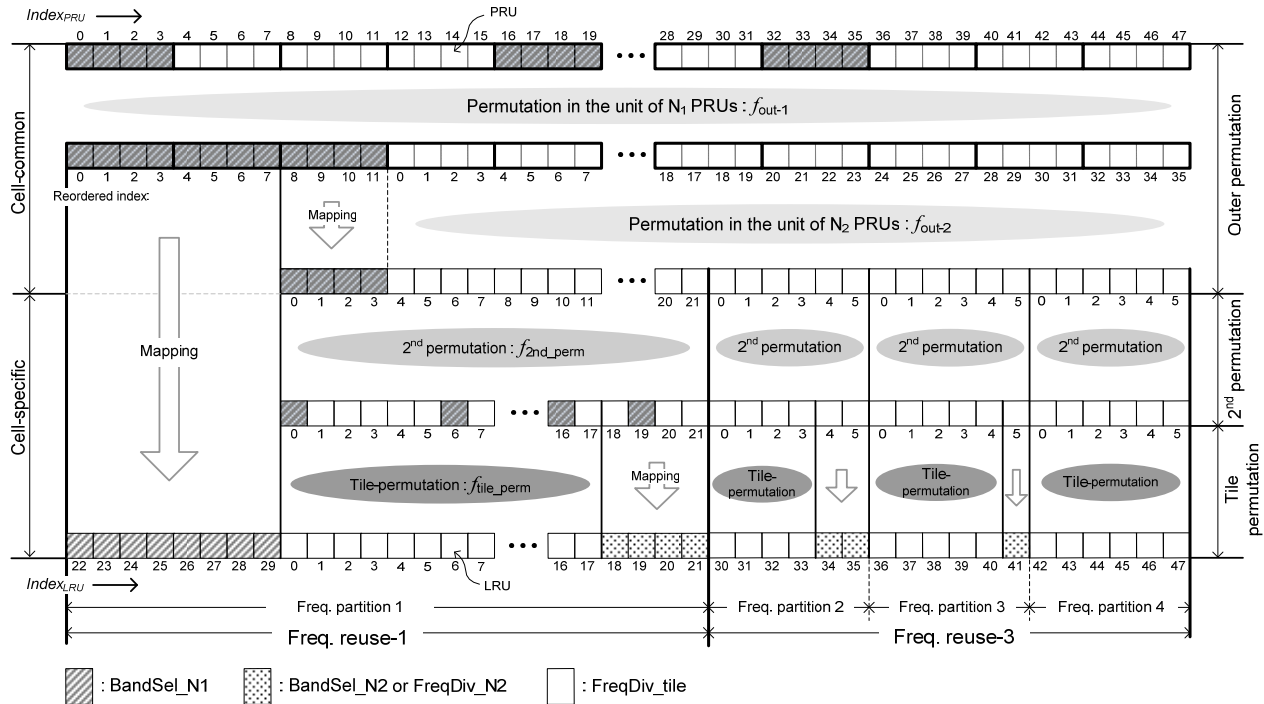 Index PRU
PRU
0 1 2 3 4 5 6 7 8 9 10 11 12 13 14 15 16 17 18 19 28 29 30 31 32 33 34 35 36 37 38 39 40 41 42 43 44 45 46 47
•••
Permutation in the unit of N1 PRUs : fout-1
•••
0 1 2 3 4 5 6 7 8 9 10 11 0 1 2 3 4 5 6 7 18 17 20 21 22 23 24 25 26 27 28 29 30 31 32 33 34 35
Reordered index:
Mapping
Permutation in the unit of N2 PRUs : fout-2
•••
0 1 2 3 4 5 6 7 8 9 10 11 20 21 0 1 2 3 4 5 0 1 2 3 4 5 0 1 2 3 4 5
Mapping
2nd permutation : f2nd_perm
2nd permutation
2nd permutation
2nd permutation
•••
0 1 2 3 4 5 6 7 16 17 18 19 20 21 0 1 2 3 4 5 0 1 2 3 4 5 0 1 2 3 4 5
Tile-permutation : ftile_perm
Mapping
Tile-
permutation
Tile-
permutation
Tile-permutation
•••
22 23 24 25 26 27 28 29 0 1 2 3 4 5 6 7 16 17 18 19 20 21 30 31 32 33 34 35 36 37 38 39 40 41 42 43 44 45 46 47
Index LRU
LRU
Freq. partition 1
Freq. partition 2
Freq. partition 3
Freq. partition 4
Freq. reuse-1
Freq. reuse-3
: BandSel_N1
: BandSel_N2 or FreqDiv_N2
: FreqDiv_tile
Cell-common
Cell-specific
Outer permutation
2nd permutation
Tile
permutation